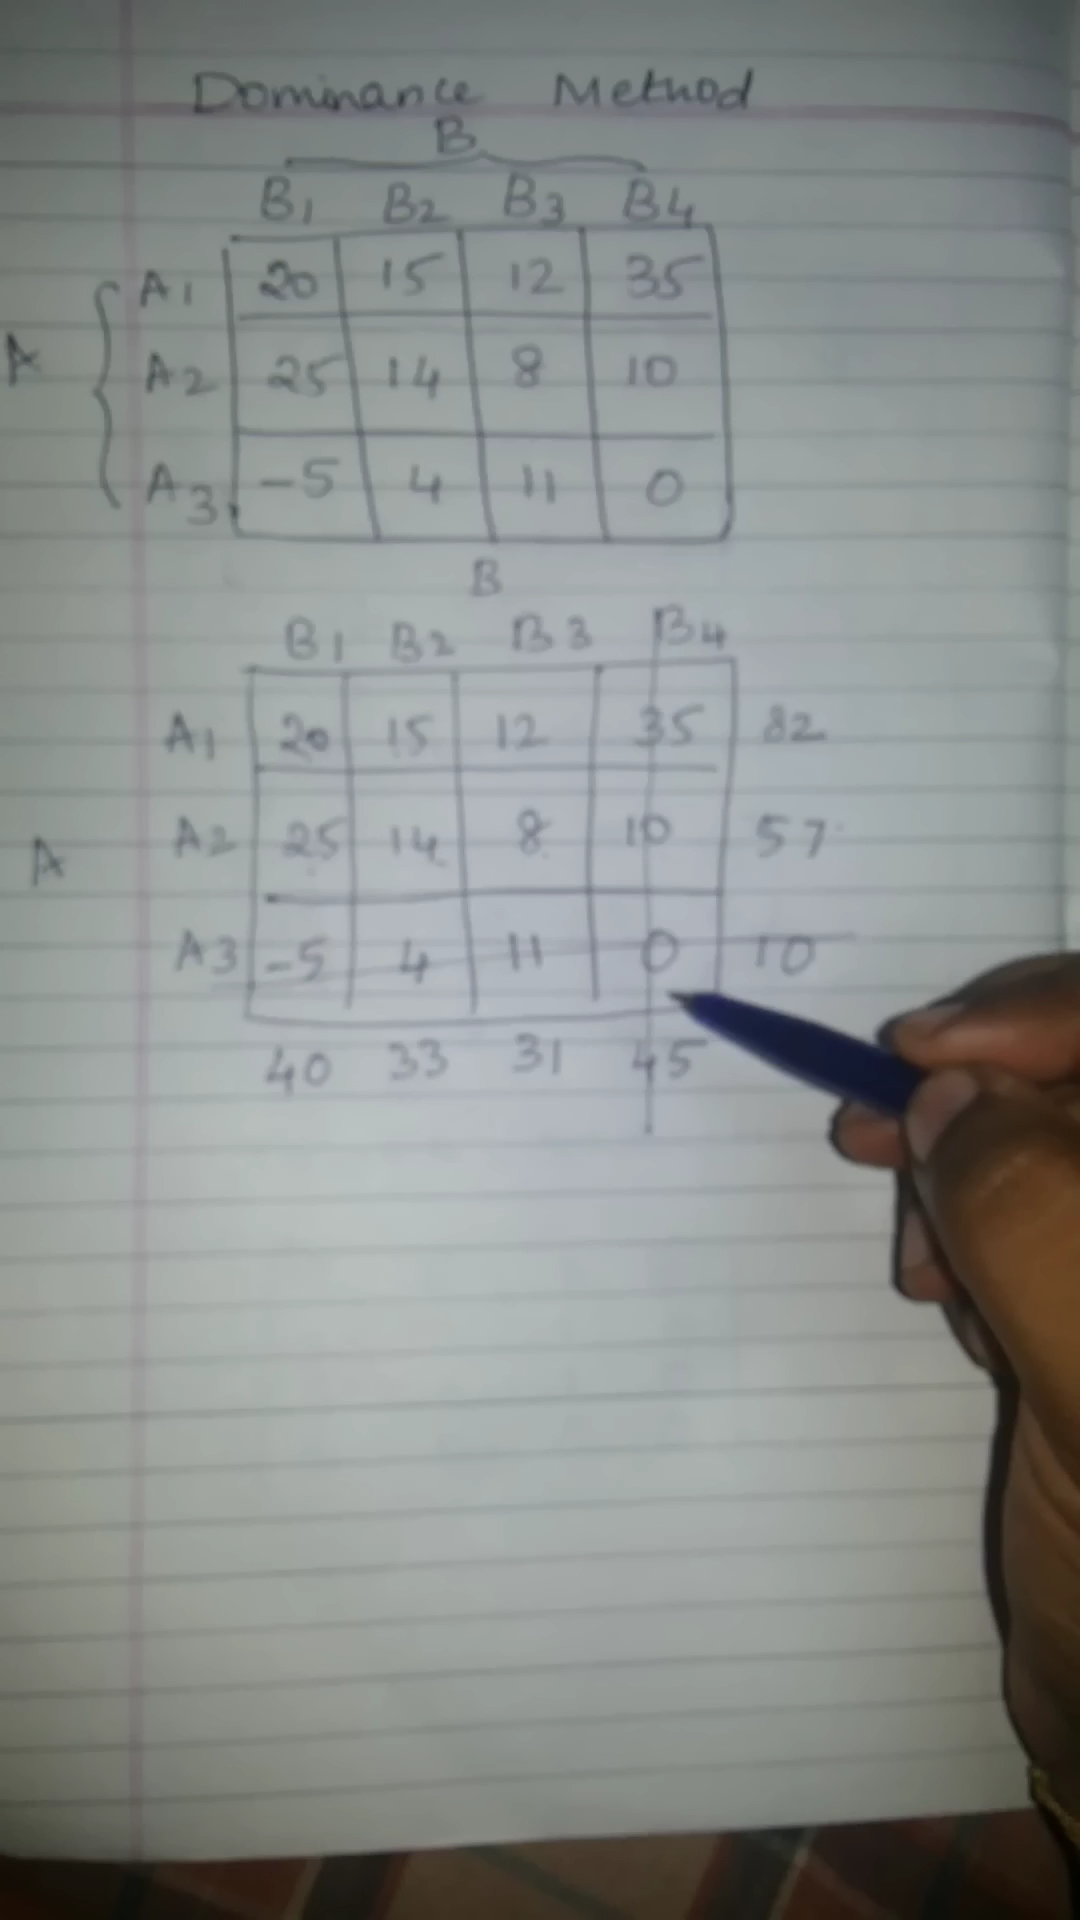 Dominance Method
B
B1 B2 B3 B4
A1 20 15 12 35
A A2 25 14 8 10
A3 -5 4 11 0
B
B1 B2 B3 B4
A1 20 15 12 35 82
A A2 25 14 8 10 57
A3 -5 4 11 0 10
40 33 31 45